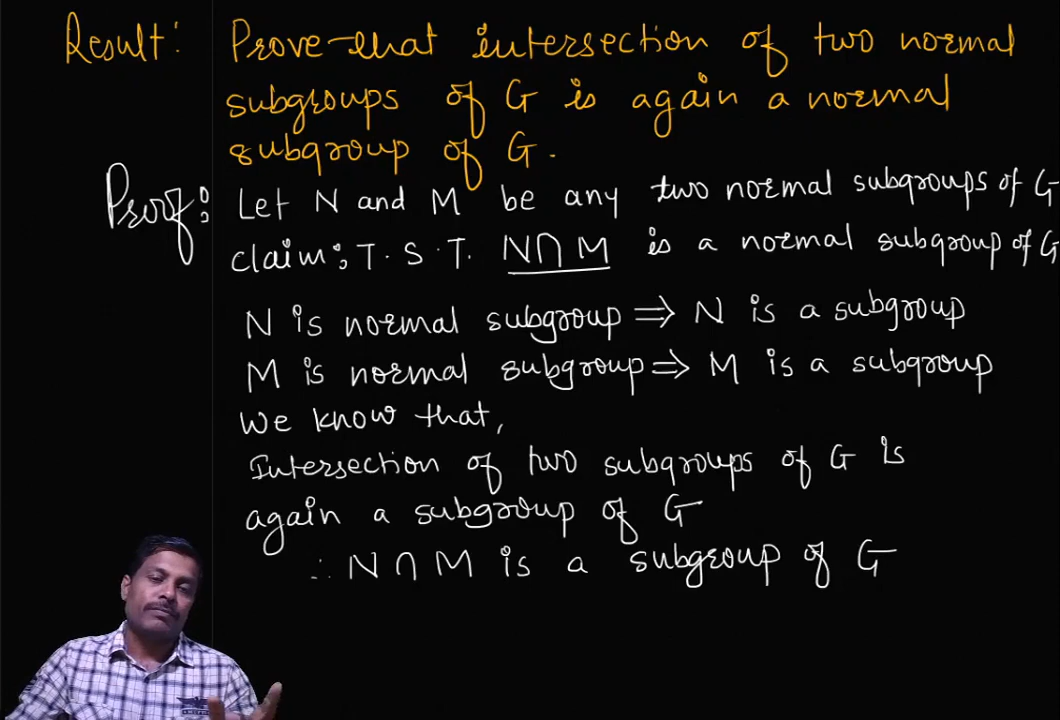 Result: Prove that intersection of two normal
subgroups of G is again a normal
subgroup of G.
Proof: Let N and M be any two normal subgroups of G
claim: T.S.T. N∩M is a normal subgroup of G
N is normal subgroup ⇒ N is a subgroup
M is normal subgroup ⇒ M is a subgroup
We know that,
Intersection of two subgroups of G is
again a subgroup of G
∴ N∩M is a subgroup of G